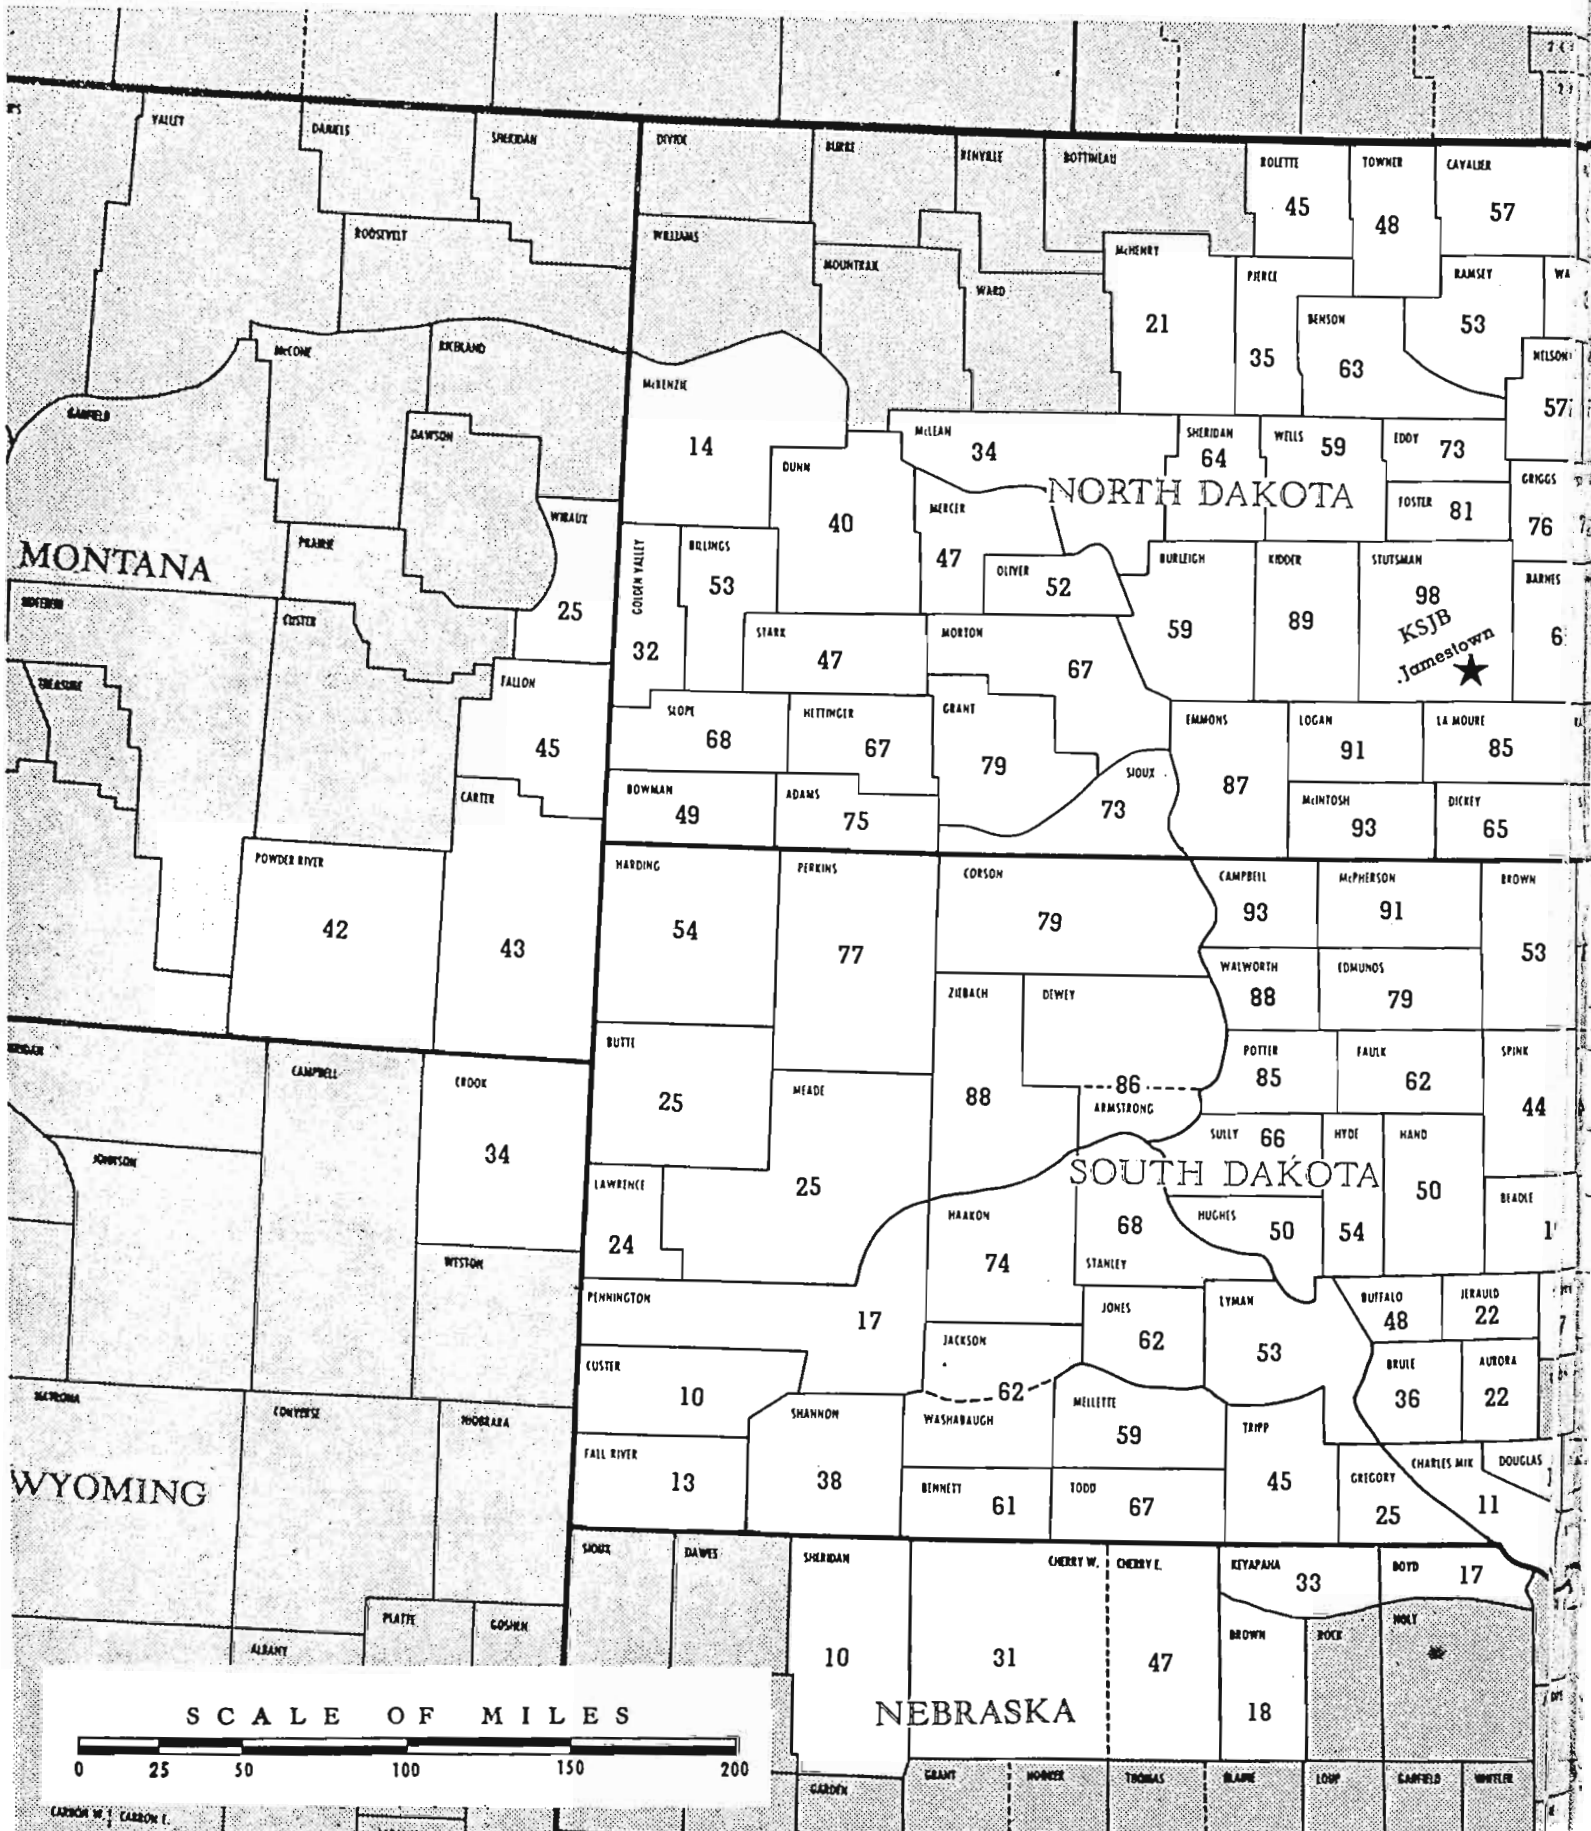 VALLEY
DANIELS
SHERIDAN
DIVIDE
BURKE
RENVILLE
BOTTINEAU
ROLETTE
45
TOWNER
48
CAVALIER
57
ROOSEVELT
WILLIAMS
MOUNTRAIL
WARD
McHENRY
21
PIERCE
35
BENSON
63
RAMSEY
53
WA
NELSON
57
McCONE
RICHLAND
McKENZIE
14
GARFIELD
DAWSON
DUNN
40
McLEAN
34
SHERIDAN
64
WELLS
59
EDDY
73
NORTH DAKOTA
FOSTER
81
GRIGGS
76
MONTANA
PRAIRIE
WIBAUX
25
GOLDEN VALLEY
32
BILLINGS
53
MERCER
47
OLIVER
52
BURLEIGH
59
KIDDER
89
STUTSMAN
98
KSJB
Jamestown
BARNES
6
CUSTER
STARK
47
MORTON
67
TREASURE
FALLON
45
SLOPE
68
HETTINGER
67
GRANT
79
SIOUX
73
EMMONS
87
LOGAN
91
LA MOURE
85
CARTER
43
BOWMAN
49
ADAMS
75
McINTOSH
93
DICKEY
65
POWDER RIVER
42
HARDING
54
PERKINS
77
CORSON
79
CAMPBELL
93
McPHERSON
91
BROWN
53
WALWORTH
88
EDMUNDS
79
ZIEBACH
88
DEWEY
86
ARMSTRONG
POTTER
85
FAULK
62
SPINK
44
CAMPBELL
CROOK
34
BUTTE
25
MEADE
25
SULLY 66
HYDE
54
HAND
50
SOUTH DAKOTA
JOHNSON
LAWRENCE
24
HAAKON
74
68
STANLEY
HUGHES
50
BEADLE
1
WESTON
PENNINGTON
17
JONES
62
LYMAN
53
BUFFALO
48
JERAULD
22
CUSTER
10
JACKSON
62
WASHABAUGH
BRULE
36
AURORA
22
NATRONA
CONVERSE
NIOBRARA
SHANNON
38
MELLETTE
59
TRIPP
45
WYOMING
FALL RIVER
13
BENNETT
61
TODD
67
GREGORY
25
CHARLES MIX
11
DOUGLAS
SIOUX
DAWES
SHERIDAN
10
CHERRY W.
31
CHERRY E.
47
KEYAPAHA
33
BOYD
17
PLATTE
GOSHEN
ALBANY
BROWN
18
ROCK
HOLT
NEBRASKA
SCALE OF MILES
0 25 50 100 150 200
GARDEN
GRANT
HOOKER
THOMAS
BLAINE
LOUP
GARFIELD
WHEELER
CARBON W.
CARBON E.